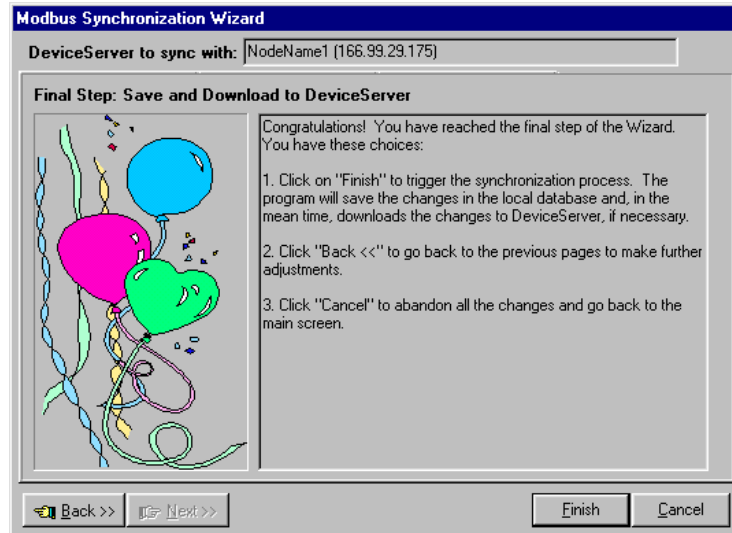 Modbus Synchronization Wizard
DeviceServer to sync with: NodeName1 (166.99.29.175)
Final Step: Save and Download to DeviceServer
Congratulations! You have reached the final step of the Wizard.
You have these choices:
1. Click on "Finish" to trigger the synchronization process. The
program will save the changes in the local database and, in the
mean time, downloads the changes to DeviceServer, if necessary.
2. Click "Back <<" to go back to the previous pages to make further
adjustments.
3. Click "Cancel" to abandon all the changes and go back to the
main screen.
Back >> Next >> Finish Cancel